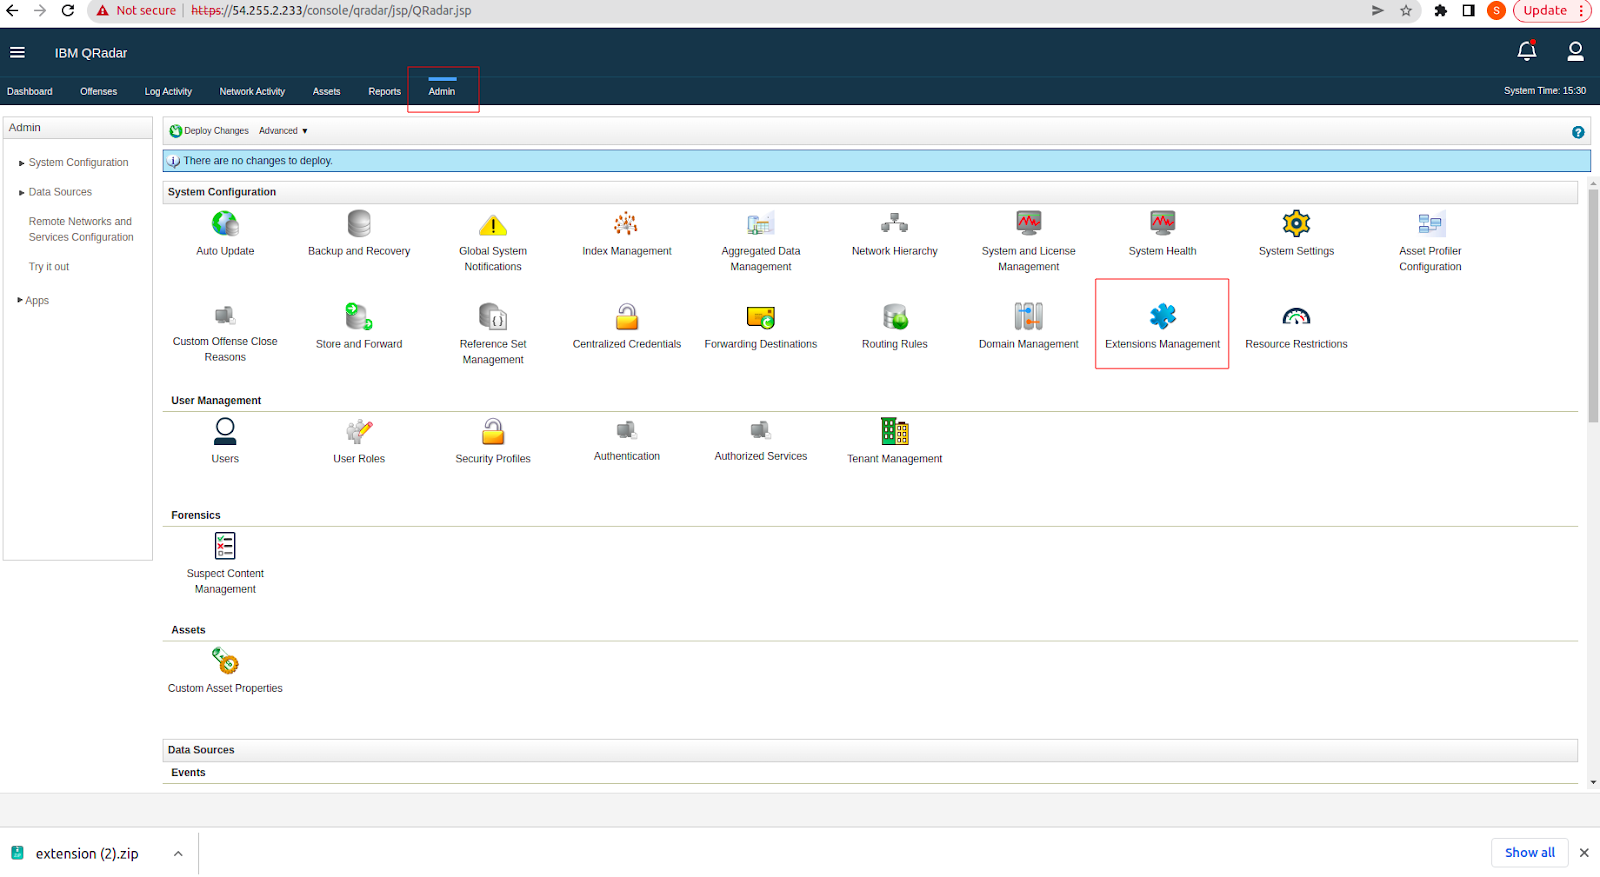 Not secure https://54.255.2.233/console/qradar/jsp/QRadar.jsp S Update
IBM QRadar
Dashboard Offenses Log Activity Network Activity Assets Reports Admin System Time: 15:30
Admin
System Configuration
Data Sources
Remote Networks and
Services Configuration
Try it out
Apps
Deploy Changes Advanced ▼ ?
There are no changes to deploy.
System Configuration
Auto Update
Backup and Recovery
Global System
Notifications
Index Management
Aggregated Data
Management
Network Hierarchy
System and License
Management
System Health
System Settings
Asset Profiler
Configuration
Custom Offense Close
Reasons
Store and Forward
Reference Set
Management
Centralized Credentials
Forwarding Destinations
Routing Rules
Domain Management
Extensions Management
Resource Restrictions
User Management
Users
User Roles
Security Profiles
Authentication
Authorized Services
Tenant Management
Forensics
Suspect Content
Management
Assets
Custom Asset Properties
Data Sources
Events
extension (2).zip
Show all